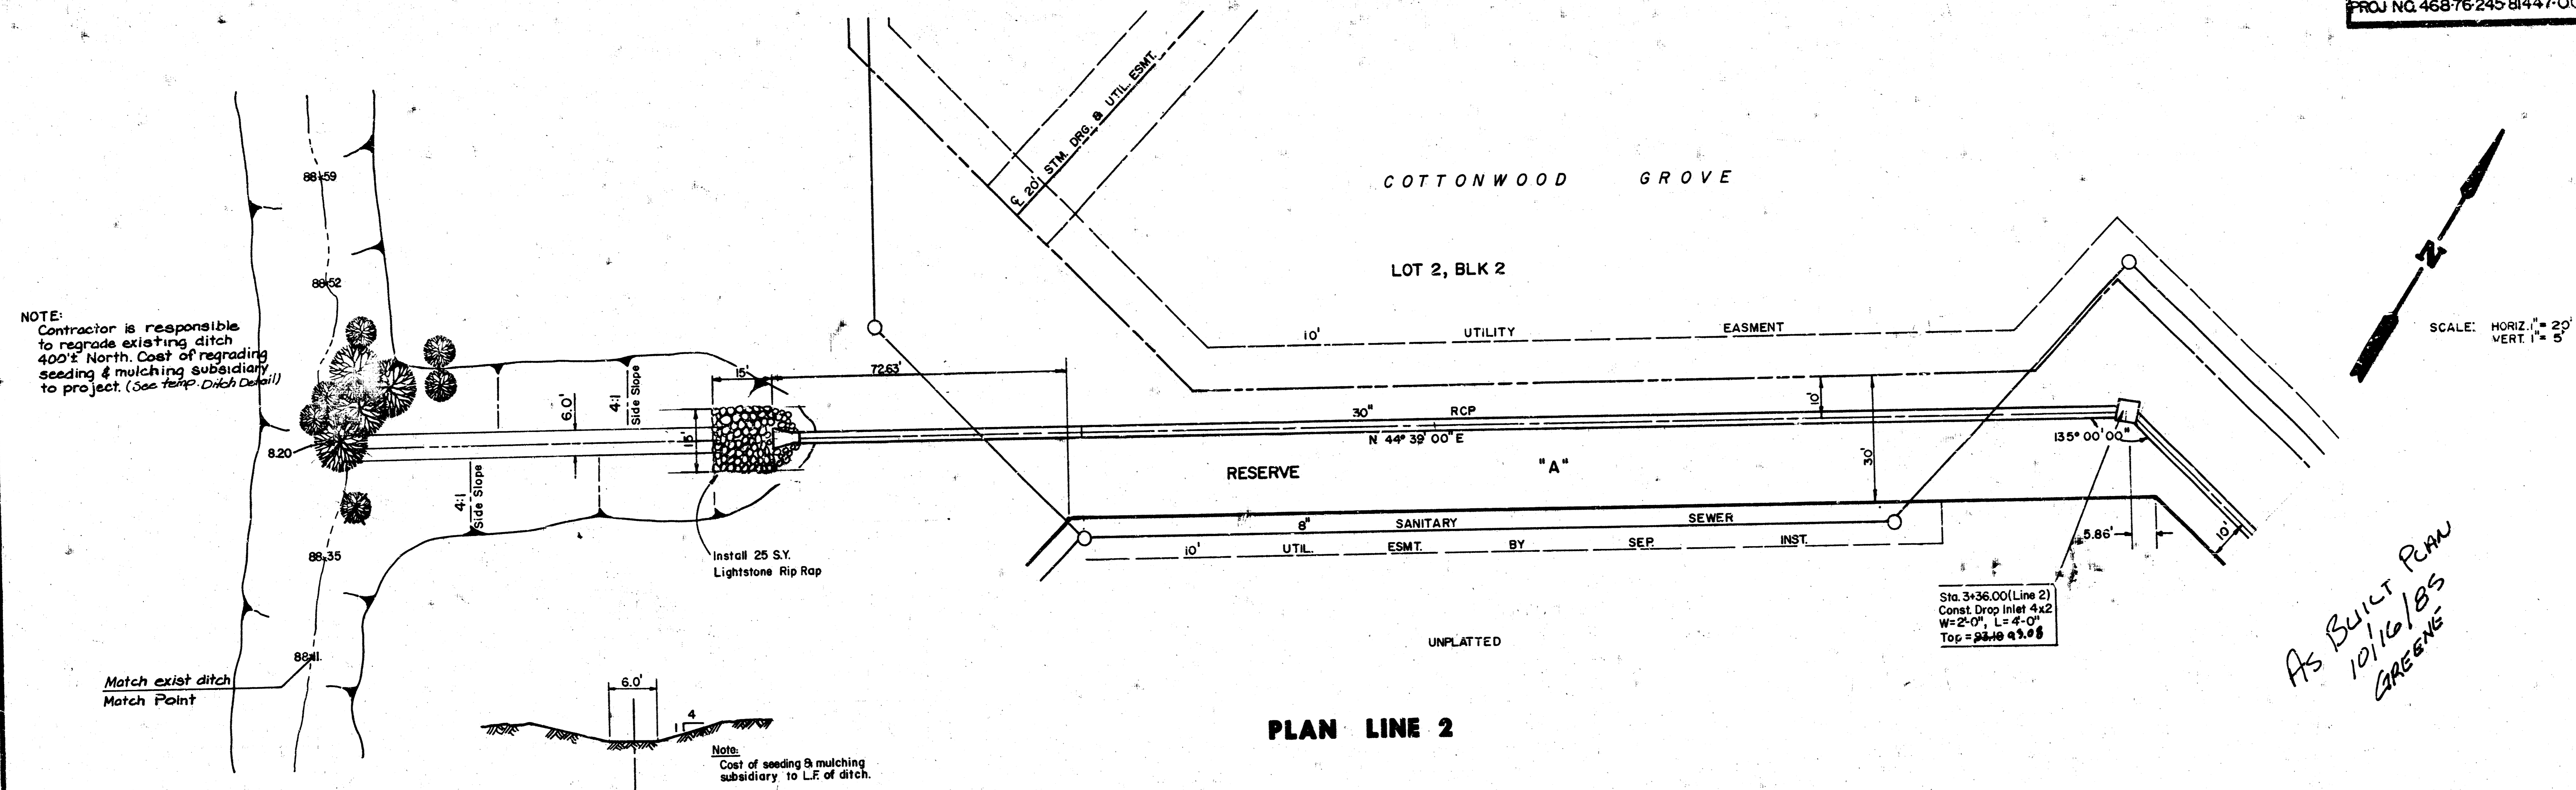 PROJ NO. 468-76-245-81447-0
℄ 20' STM. DRG. & UTIL. ESMT.
COTTONWOOD GROVE
LOT 2, BLK 2
N
SCALE: HORIZ. 1" = 20'
VERT. 1" = 5'
88.59
88.52
NOTE:
Contractor is responsible
to regrade existing ditch
400'± North. Cost of regrading
seeding & mulching subsidiary
to project. (See temp. Ditch Detail)
10' UTILITY EASMENT
15'
72.63'
6.0'
4:1
Side Slope
15'
30" RCP
10'
N 44° 39' 00" E
135° 00' 00"
8.20
30'
RESERVE "A"
4:1
Side Slope
8" SANITARY SEWER
10' UTIL. ESMT. BY SEP. INST.
5.86'
10'
88.35
Install 25 S.Y.
Lightstone Rip Rap
Sta. 3+36.00 (Line 2)
Const. Drop Inlet 4x2
W=2'-0", L=4'-0"
Top = 93.18 93.08
UNPLATTED
As BUILT PLAN
10/16/85
GREENE
88.11
Match exist ditch
Match Point
6.0'
4
1
Note:
Cost of seeding & mulching
subsidiary to L.F. of ditch.
PLAN LINE 2